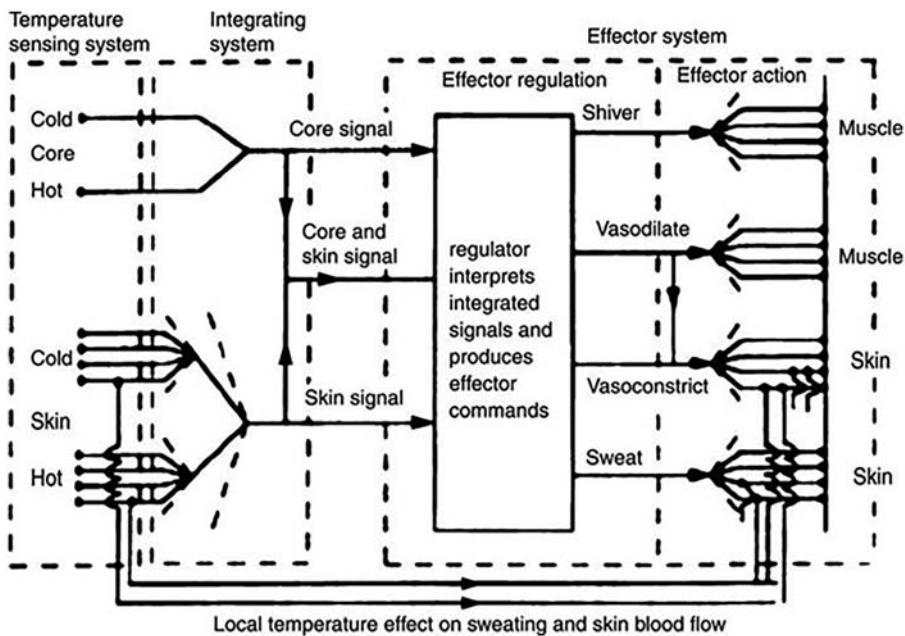 Temperature
sensing system
Integrating
system
Effector system
Effector regulation
Effector action
Cold
Core
Hot
Core signal
Core and
skin signal
Skin signal
Cold
Skin
Hot
regulator
interprets
integrated
signals and
produces
effector
commands
Shiver
Vasodilate
Vasoconstrict
Sweat
Muscle
Muscle
Skin
Skin
Local temperature effect on sweating and skin blood flow